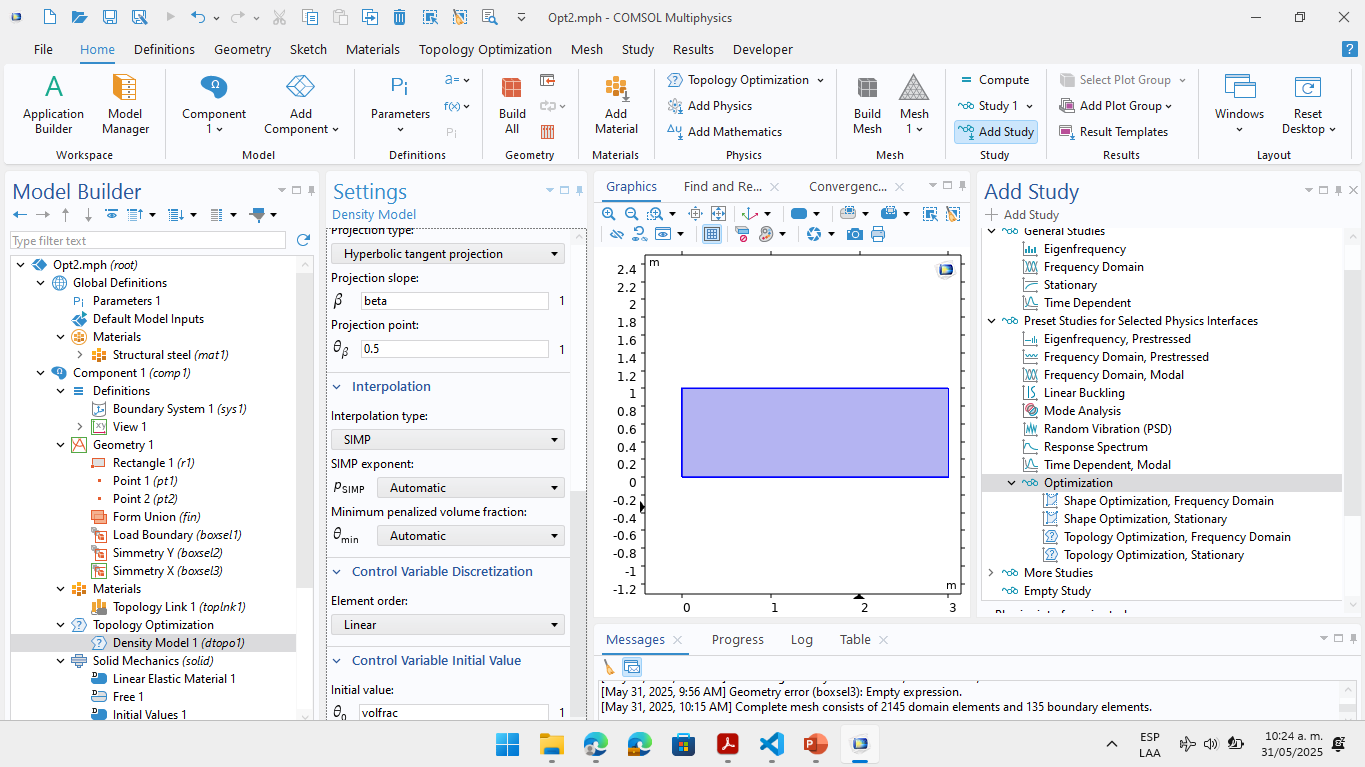 Opt2.mph - COMSOL Multiphysics
File Home Definitions Geometry Sketch Materials Topology Optimization Mesh Study Results Developer
Application Builder
Model Manager
Workspace
Component 1
Add Component
Model
Parameters
a=
f(x)
Pi
Definitions
Build All
Geometry
Add Material
Materials
Topology Optimization
Add Physics
Add Mathematics
Physics
Build Mesh
Mesh 1
Mesh
Compute
Study 1
Add Study
Study
Select Plot Group
Add Plot Group
Result Templates
Results
Windows
Reset Desktop
Layout
Model Builder
Type filter text
Opt2.mph (root)
Global Definitions
Parameters 1
Default Model Inputs
Materials
Structural steel (mat1)
Component 1 (comp1)
Definitions
Boundary System 1 (sys1)
View 1
Geometry 1
Rectangle 1 (r1)
Point 1 (pt1)
Point 2 (pt2)
Form Union (fin)
Load Boundary (boxsel1)
Simmetry Y (boxsel2)
Simmetry X (boxsel3)
Materials
Topology Link 1 (toplnk1)
Topology Optimization
Density Model 1 (dtopo1)
Solid Mechanics (solid)
Linear Elastic Material 1
Free 1
Initial Values 1
Settings
Density Model
Projection type:
Hyperbolic tangent projection
Projection slope:
β beta 1
Projection point:
θβ 0.5 1
Interpolation
Interpolation type:
SIMP
SIMP exponent:
pSIMP Automatic
Minimum penalized volume fraction:
θmin Automatic
Control Variable Discretization
Element order:
Linear
Control Variable Initial Value
Initial value:
θ0 volfrac 1
Graphics Find and Re... Convergenc...
m
2.4
2.2
2
1.8
1.6
1.4
1.2
1
0.8
0.6
0.4
0.2
0
-0.2
-0.4
-0.6
-0.8
-1
-1.2
m
0 1 2 3
Messages Progress Log Table
[May 31, 2025, 9:56 AM] Geometry error (boxsel3): Empty expression.
[May 31, 2025, 10:15 AM] Complete mesh consists of 2145 domain elements and 135 boundary elements.
Add Study
Add Study
General Studies
Eigenfrequency
Frequency Domain
Stationary
Time Dependent
Preset Studies for Selected Physics Interfaces
Eigenfrequency, Prestressed
Frequency Domain, Prestressed
Frequency Domain, Modal
Linear Buckling
Mode Analysis
Random Vibration (PSD)
Response Spectrum
Time Dependent, Modal
Optimization
Shape Optimization, Frequency Domain
Shape Optimization, Stationary
Topology Optimization, Frequency Domain
Topology Optimization, Stationary
More Studies
Empty Study
ESP
LAA
10:24 a. m.
31/05/2025